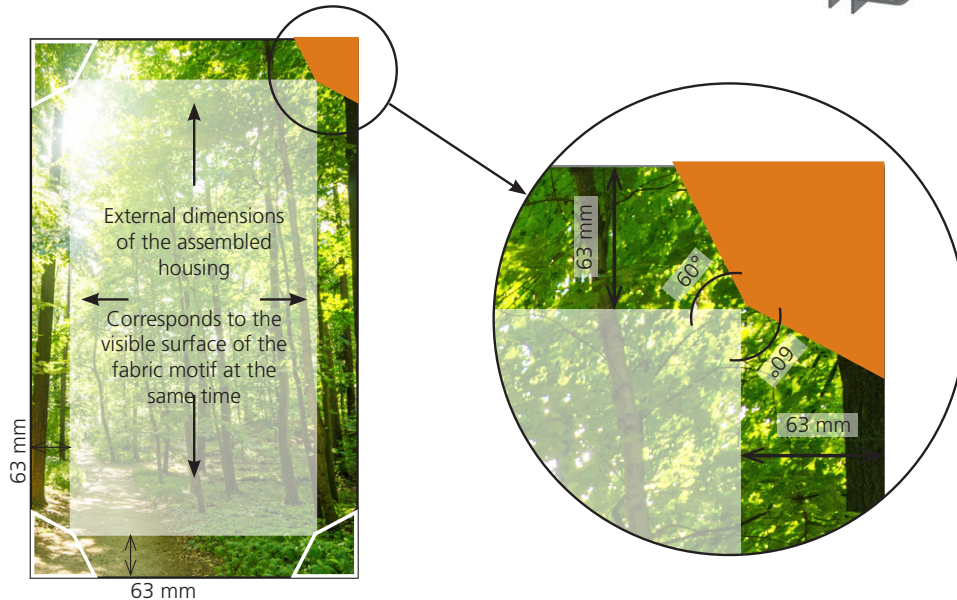 External dimensions
of the assembled
housing
Corresponds to the
visible surface of the
fabric motif at the
same time
63 mm
63 mm
63 mm
60°
60°
63 mm